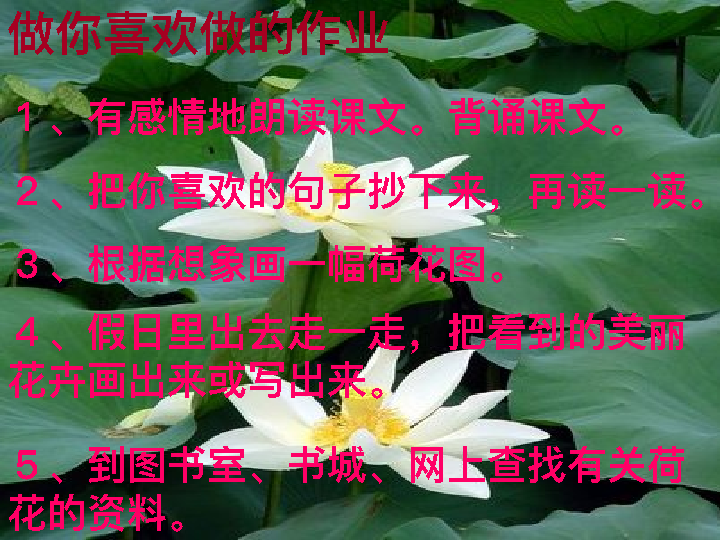 做你喜欢做的作业
１、有感情地朗读课文。背诵课文。
２、把你喜欢的句子抄下来，再读一读。
３、根据想象画一幅荷花图。
４、假日里出去走一走，把看到的美丽
花卉画出来或写出来。
５、到图书室、书城、网上查找有关荷
花的资料。